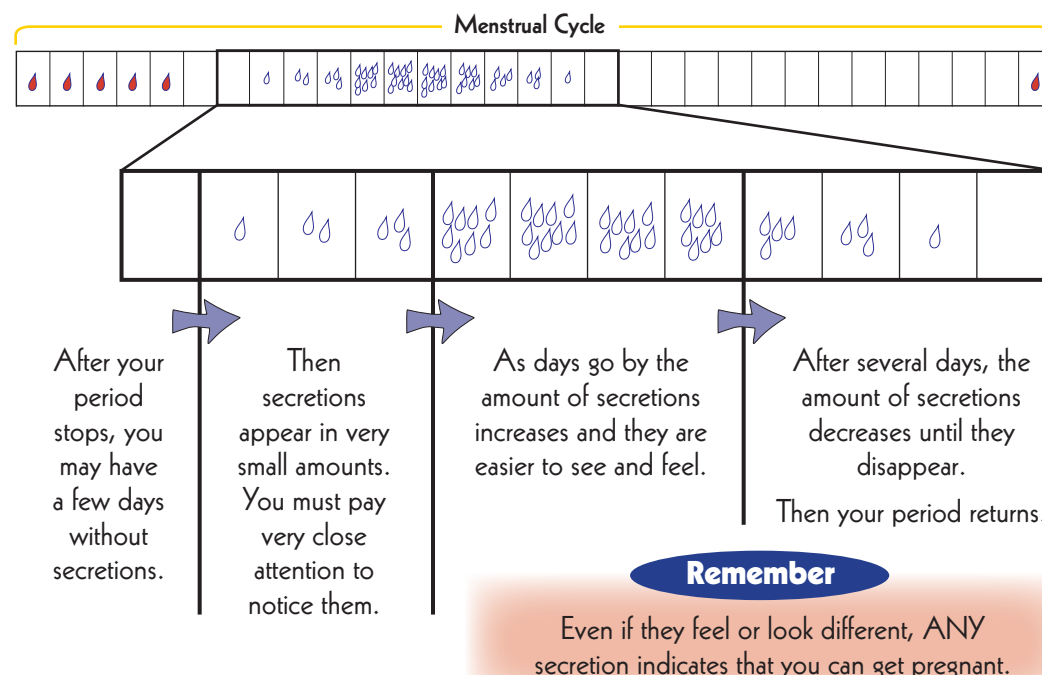 Menstrual Cycle
After your
period
stops, you
may have
a few days
without
secretions.
Then
secretions
appear in very
small amounts.
You must pay
very close
attention to
notice them.
As days go by the
amount of secretions
increases and they are
easier to see and feel.
After several days, the
amount of secretions
decreases until they
disappear.
Then your period returns.
Remember
Even if they feel or look different, ANY
secretion indicates that you can get pregnant.